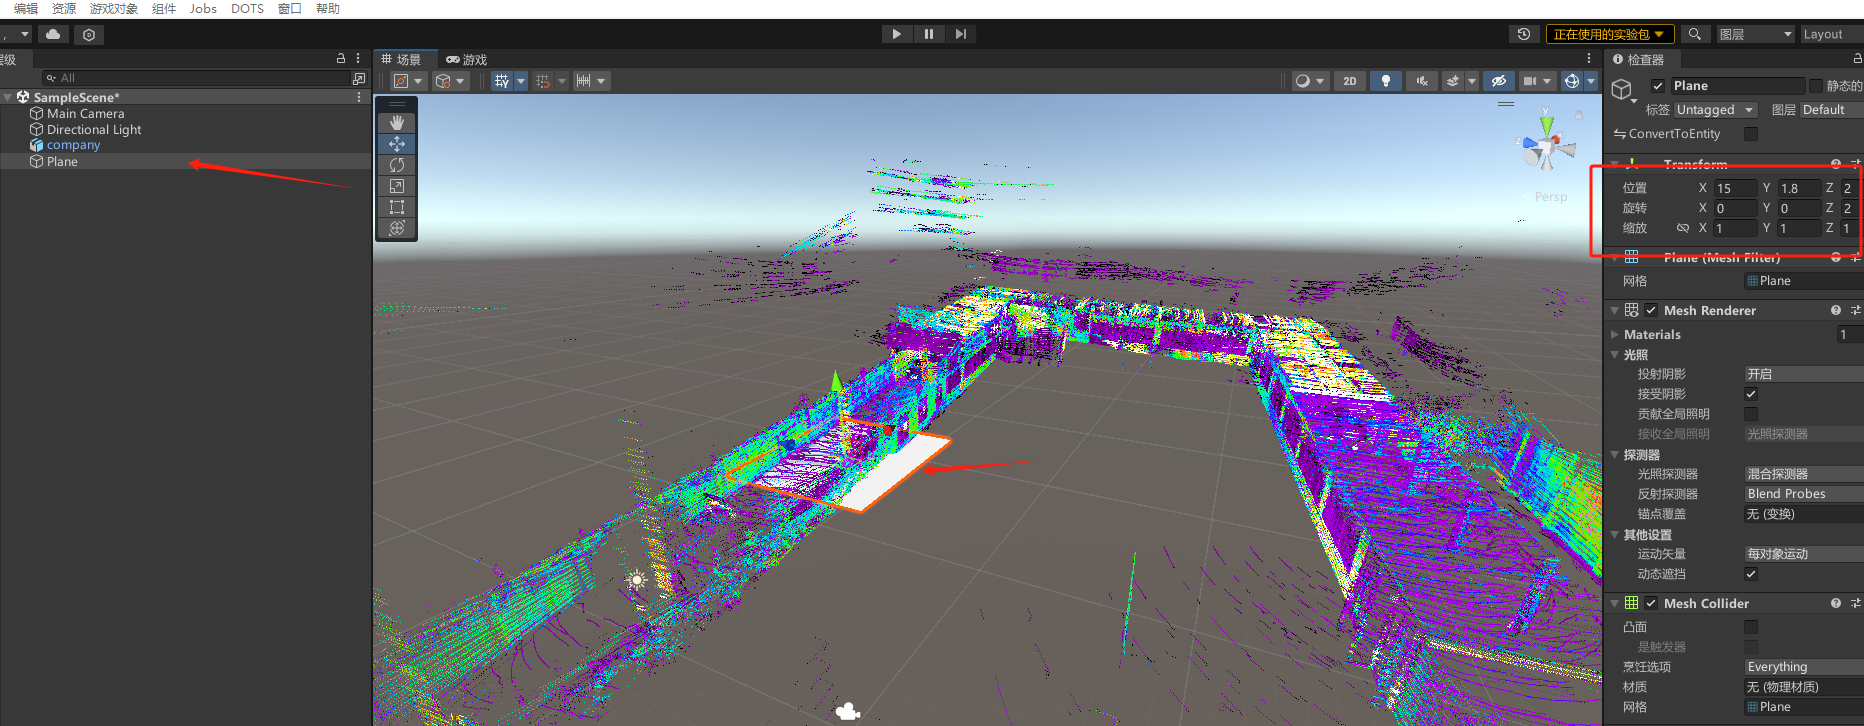 编辑 资源 游戏对象 组件 Jobs DOTS 窗口 帮助
正在使用的实验包 图层 Layout
层级 场景 游戏 检查器
All 2D
SampleScene*
Main Camera
Directional Light
company
Plane
y
z
Persp
Plane 静态的
标签 Untagged 图层 Default
ConvertToEntity
Transform
位置 X 15 Y 1.8 Z 2
旋转 X 0 Y 0 Z 2
缩放 X 1 Y 1 Z 1
Plane (Mesh Filter)
网格 Plane
Mesh Renderer
Materials 1
光照
投射阴影 开启
接受阴影
贡献全局照明
接收全局照明 光照探测器
探测器
光照探测器 混合探测器
反射探测器 Blend Probes
锚点覆盖 无 (变换)
其他设置
运动矢量 每对象运动
动态遮挡
Mesh Collider
凸面
是触发器
烹饪选项 Everything
材质 无 (物理材质)
网格 Plane